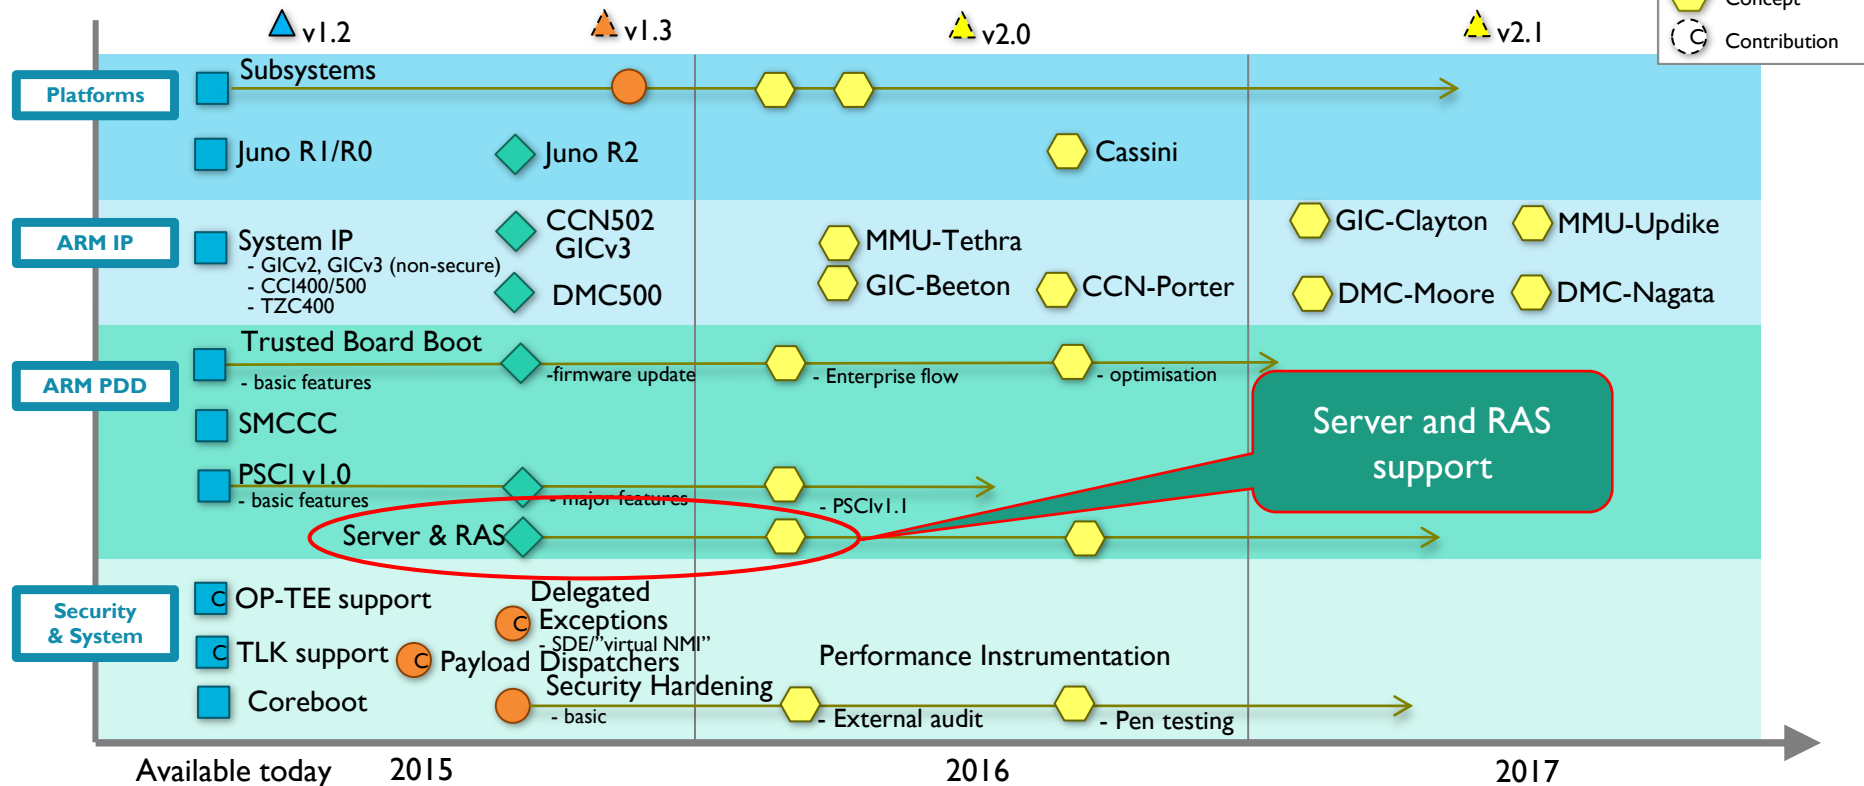 v1.2
v1.3
v2.0
v2.1
Concept
C Contribution
Platforms
Subsystems
Juno R1/R0
Juno R2
Cassini
ARM IP
System IP
- GICv2, GICv3 (non-secure)
- CCI400/500
- TZC400
CCN502
GICv3
DMC500
MMU-Tethra
GIC-Beeton
CCN-Porter
GIC-Clayton
MMU-Updike
DMC-Moore
DMC-Nagata
ARM PDD
Trusted Board Boot
- basic features
-firmware update
- Enterprise flow
- optimisation
SMCCC
PSCI v1.0
- basic features
- major features
- PSCIv1.1
Server & RAS
Server and RAS
support
Security
& System
C OP-TEE support
C TLK support
Coreboot
C Payload Dispatchers
C Delegated
Exceptions
- SDE/”virtual NMI”
Security Hardening
- basic
Performance Instrumentation
- External audit
- Pen testing
Available today
2015
2016
2017